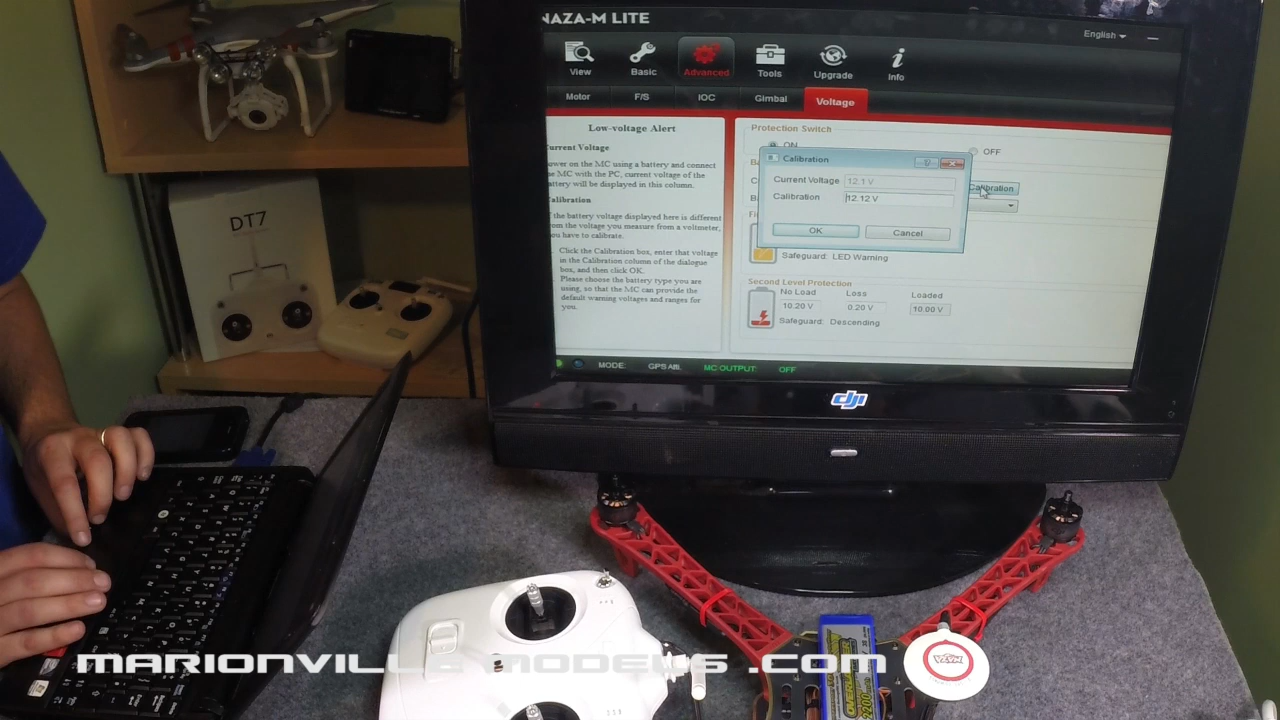 NAZA-M LITE
English
View
Basic
Advanced
Tools
Upgrade
Info
Motor
F/S
IOC
Gimbal
Voltage
Low-voltage Alert
Current Voltage
ower on the MC using a battery and connect
he MC with the PC, current voltage of the
attery will be displayed in this column.
Calibration
f the battery voltage displayed here is different
om the voltage you measure from a voltmeter,
ou have to calibrate.
Click the Calibration box, enter that voltage
in the Calibration column of the dialogue
box, and then click OK.
Please choose the battery type you are
using, so that the MC can provide the
default warning voltages and ranges for
you.
Protection Switch
ON
OFF
Calibration
Calibration
Current Voltage
12.1 V
Calibration
12.12 V
OK
Cancel
Safeguard: LED Warning
Second Level Protection
No Load
Loss
Loaded
10.20 V
0.20 V
10.00 V
Safeguard: Descending
MODE:
MC OUTPUT:
OFF
dji
DT7
NAZA
2200
MARIONVILLE MODELS .COM